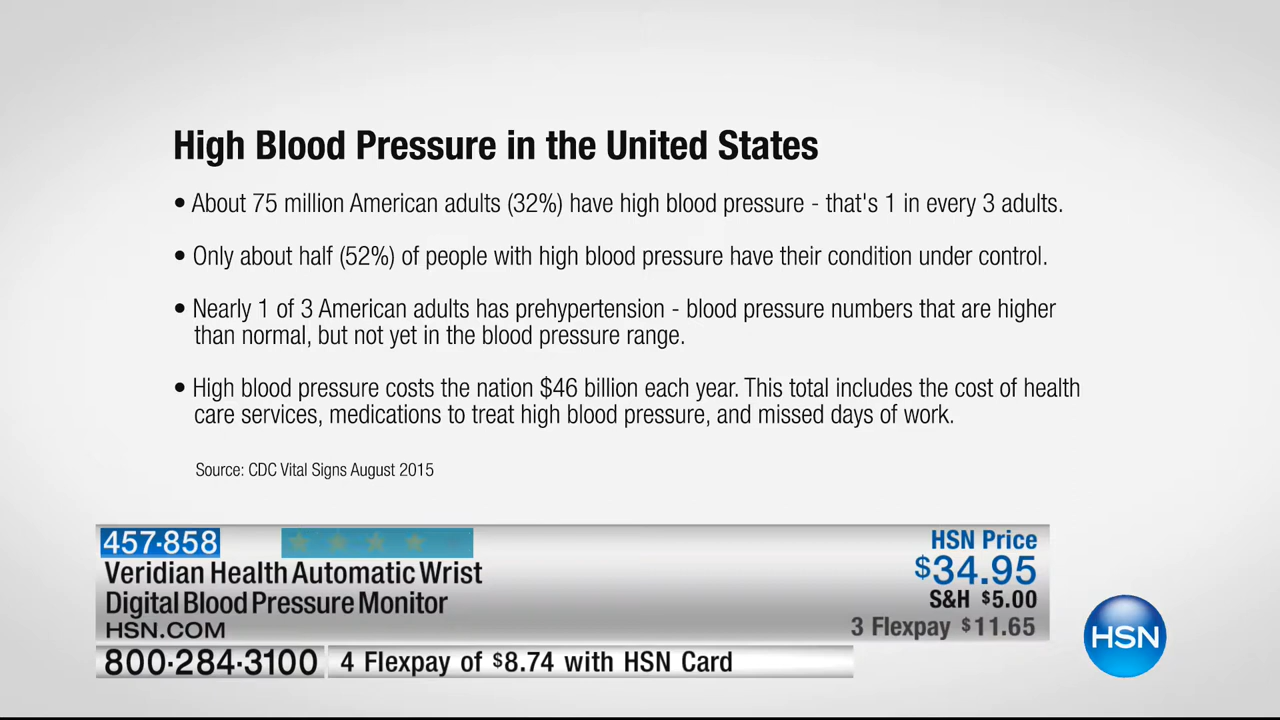 High Blood Pressure in the United States
• About 75 million American adults (32%) have high blood pressure - that's 1 in every 3 adults.
• Only about half (52%) of people with high blood pressure have their condition under control.
• Nearly 1 of 3 American adults has prehypertension - blood pressure numbers that are higher
than normal, but not yet in the blood pressure range.
• High blood pressure costs the nation $46 billion each year. This total includes the cost of health
care services, medications to treat high blood pressure, and missed days of work.
Source: CDC Vital Signs August 2015
457·858
Veridian Health Automatic Wrist
Digital Blood Pressure Monitor
HSN.COM
HSN Price
$34.95
S&H $5.00
3 Flexpay $11.65
800·284·3100
4 Flexpay of $8.74 with HSN Card
HSN